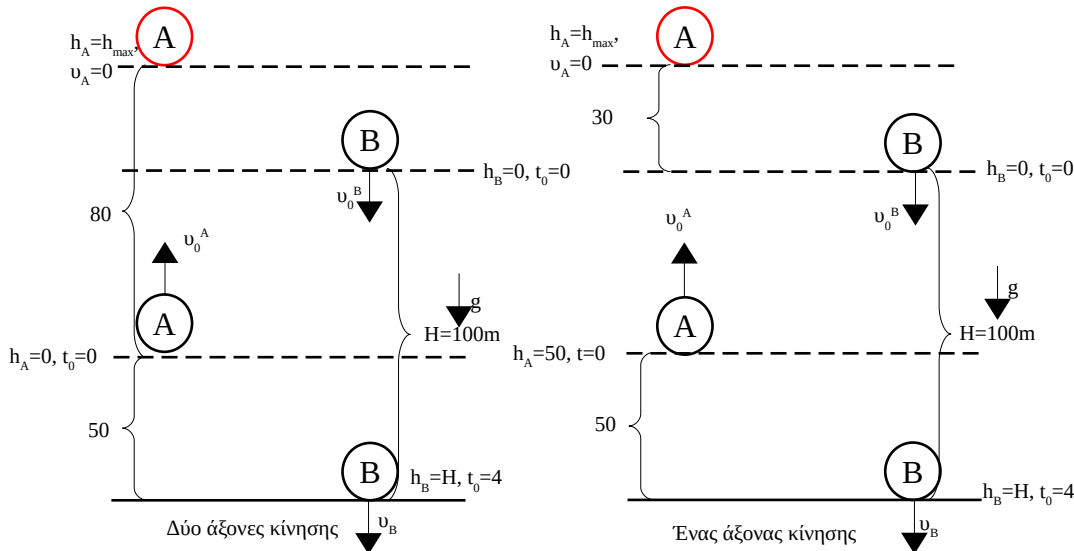 A
h_A=h_max,
υ_A=0
B
h_B=0, t_0=0
υ_0^B
80
υ_0^A
A
g
H=100m
h_A=0, t_0=0
50
B
h_B=H, t_0=4
υ_B
Δύο άξονες κίνησης
A
h_A=h_max,
υ_A=0
30
B
h_B=0, t_0=0
υ_0^A
υ_0^B
A
g
H=100m
h_A=50, t=0
50
B
h_B=H, t_0=4
υ_B
Ένας άξονας κίνησης